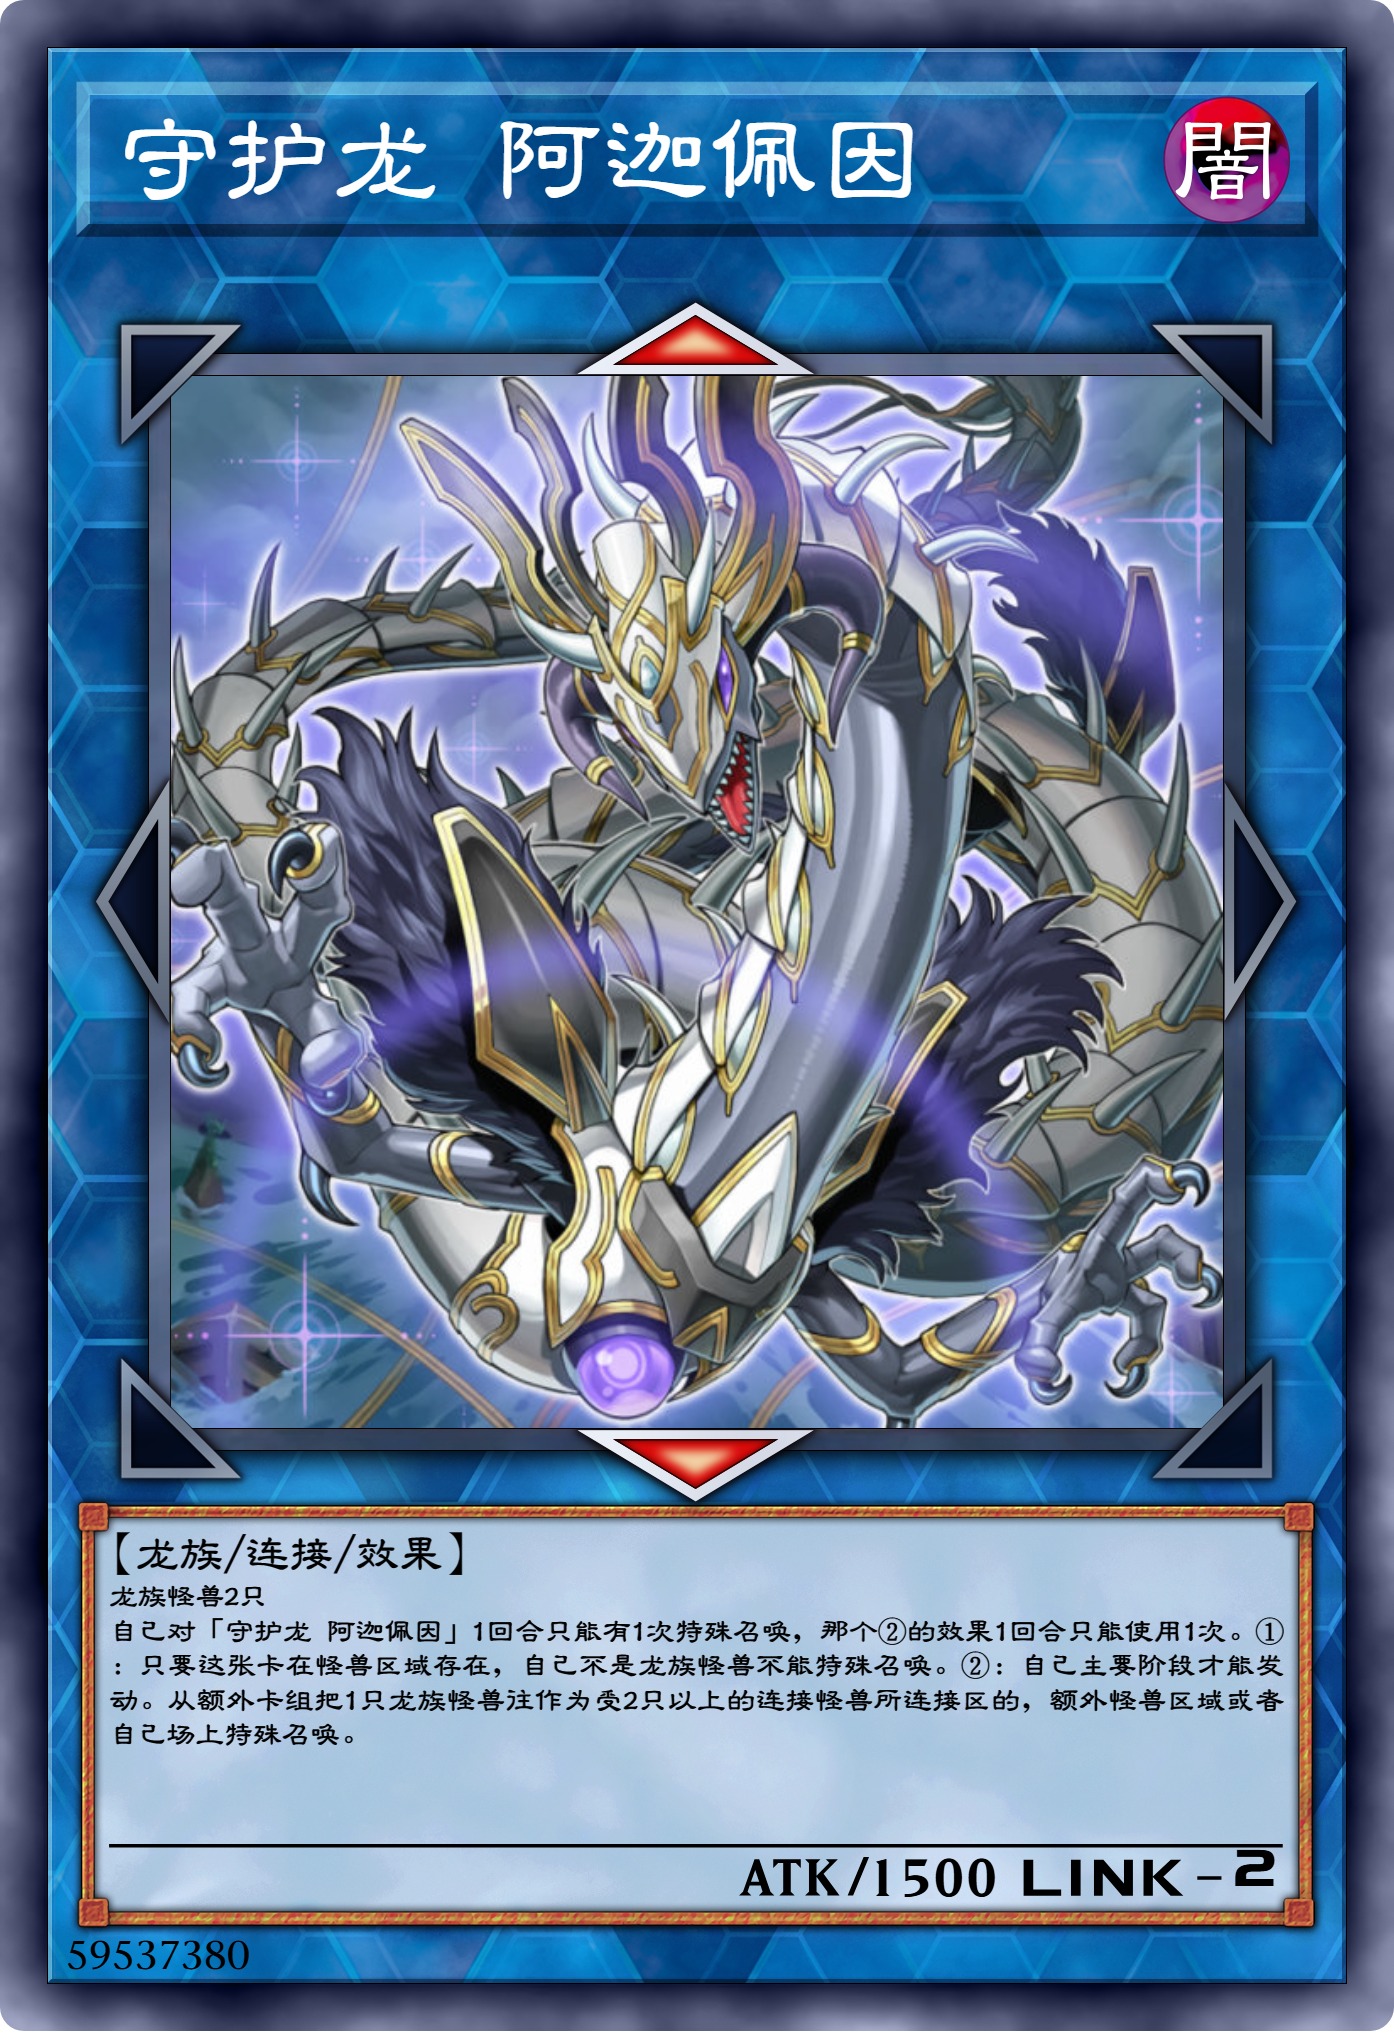 守护龙 阿迦佩因
闇
【龙族/连接/效果】
龙族怪兽2只
自己对「守护龙 阿迦佩因」1回合只能有1次特殊召唤，那个②的效果1回合只能使用1次。①
：只要这张卡在怪兽区域存在，自己不是龙族怪兽不能特殊召唤。②：自己主要阶段才能发
动。从额外卡组把1只龙族怪兽注作为受2只以上的连接怪兽所连接区的，额外怪兽区域或者
自己场上特殊召唤。
ATK/1500 LINK-2
59537380